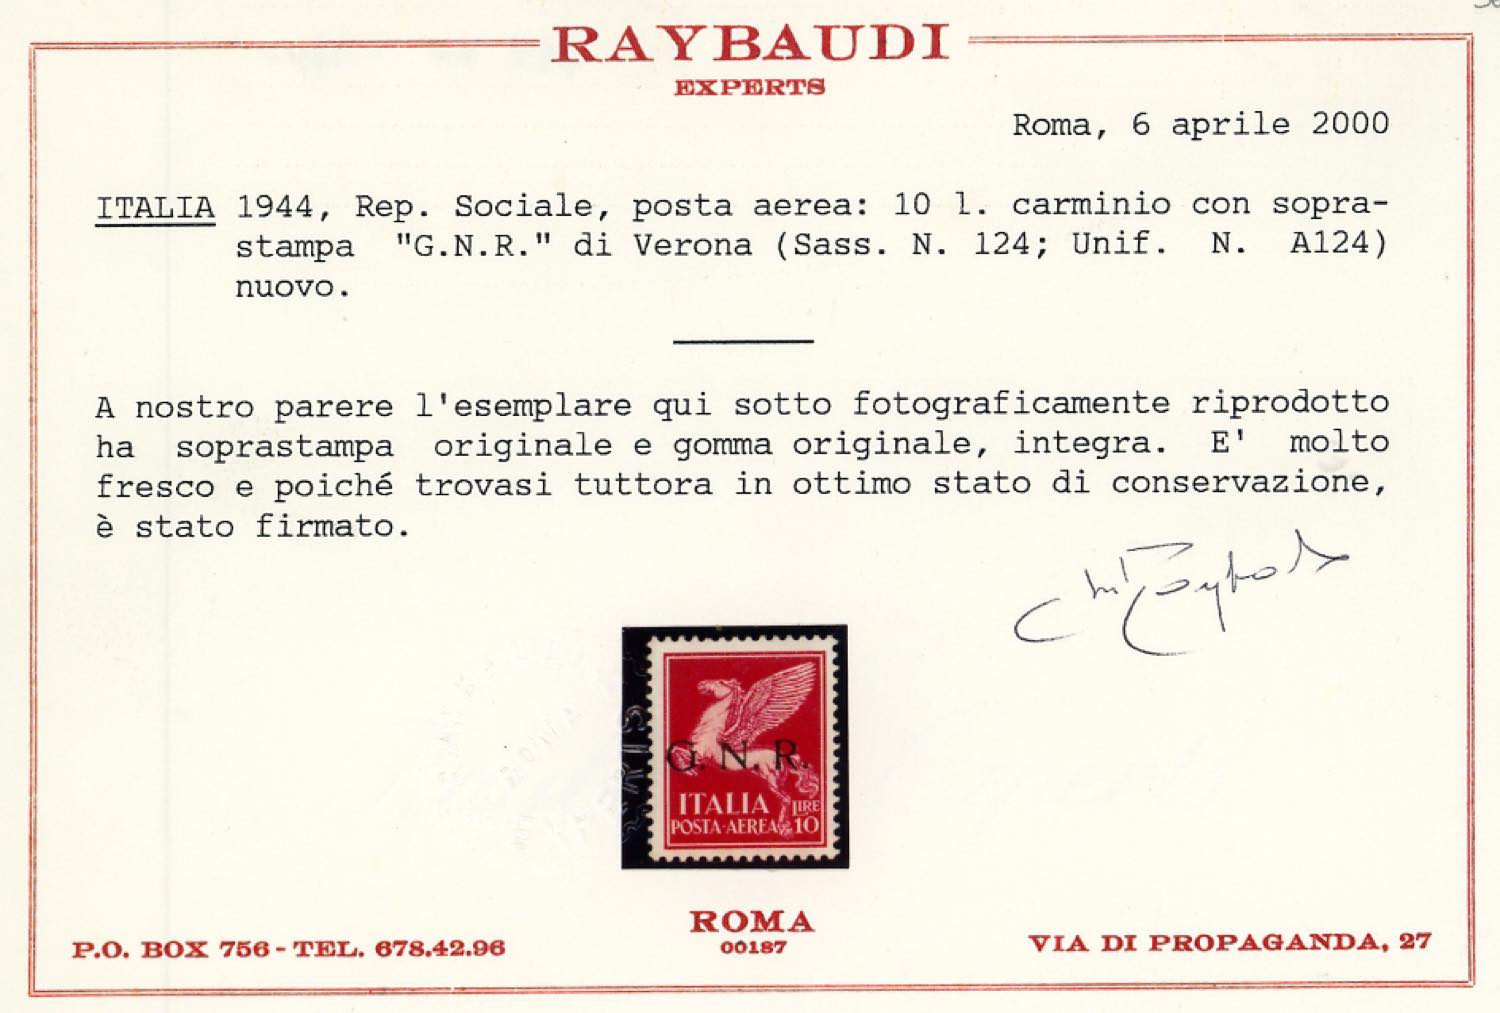 RAYBAUDI
EXPERTS
Roma, 6 aprile 2000
ITALIA 1944, Rep. Sociale, posta aerea: 10 l. carminio con sopra-
stampa "G.N.R." di Verona (Sass. N. 124; Unif. N. A124)
nuovo.
A nostro parere l'esemplare qui sotto fotograficamente riprodotto
ha soprastampa originale e gomma originale, integra. E' molto
fresco e poiché trovasi tuttora in ottimo stato di conservazione,
è stato firmato.
G. N. R.
ITALIA LIRE
POSTA·AEREA 10
ROMA
00187
P.O. BOX 756 - TEL. 678.42.96
VIA DI PROPAGANDA, 27